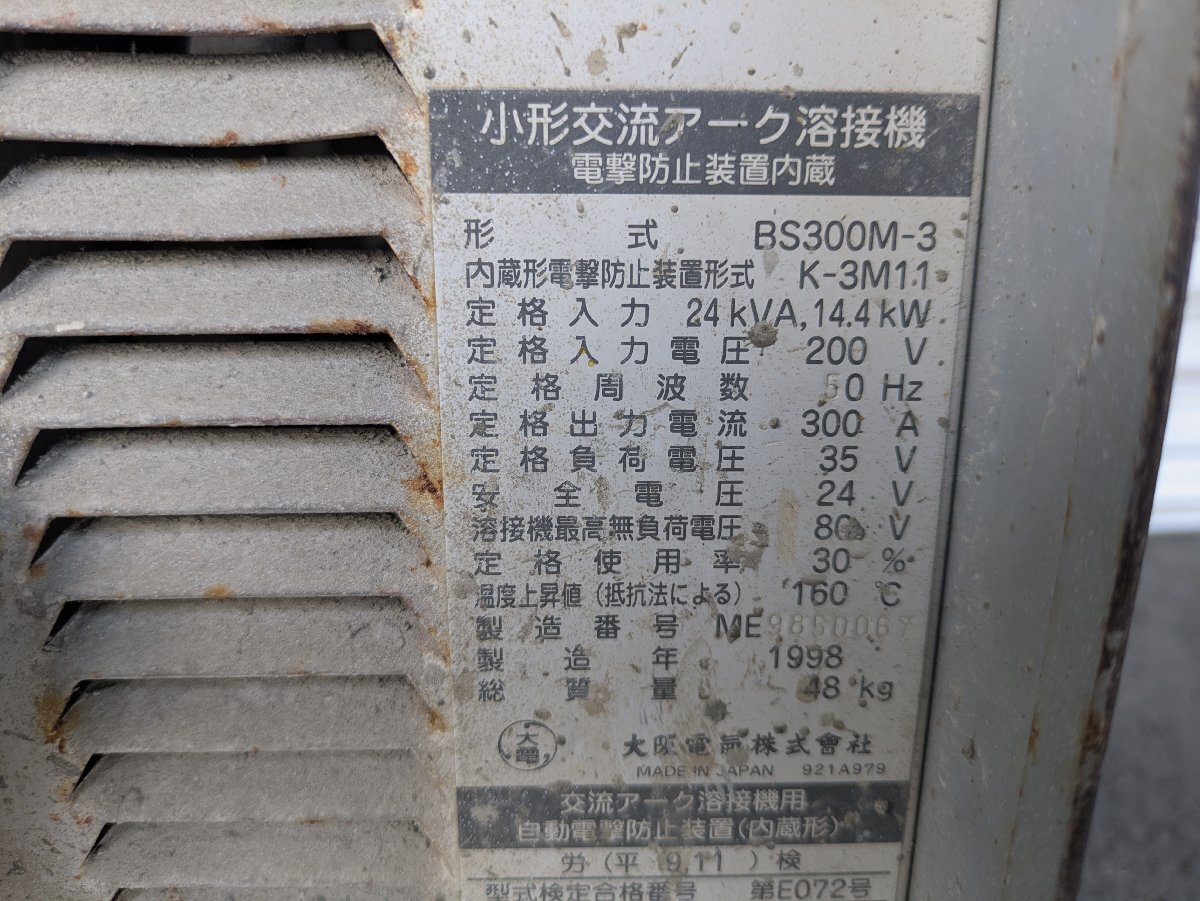 小形交流アーク溶接機
電撃防止装置内蔵
形式 BS300M-3
内蔵形電撃防止装置形式 K-3M1.1
定格入力 24kVA,14.4kW
定格入力電圧 200 V
定格周波数 50 Hz
定格出力電流 300 A
定格負荷電圧 35 V
安全電圧 24 V
溶接機最高無負荷電圧 80 V
定格使用率 30 %
温度上昇値(抵抗法による) 160 ℃
製造番号 ME
製造年 1998
総質量 48 kg
大電
大阪電気株式會社
MADE IN JAPAN 921A979
交流アーク溶接機用
自動電撃防止装置(内蔵形)
労(平 9.11 )検
型式検定合格番号 第E072号